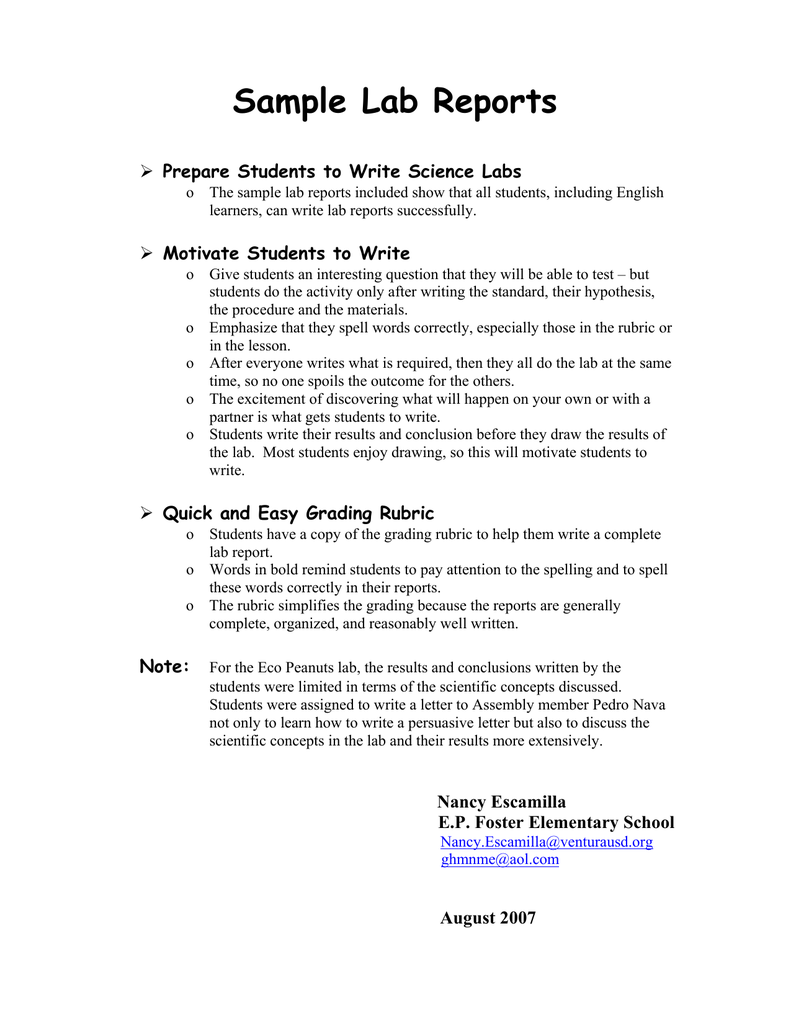 Sample Lab Reports
➢ Prepare Students to Write Science Labs
o The sample lab reports included show that all students, including English
learners, can write lab reports successfully.
➢ Motivate Students to Write
o Give students an interesting question that they will be able to test – but
students do the activity only after writing the standard, their hypothesis,
the procedure and the materials.
o Emphasize that they spell words correctly, especially those in the rubric or
in the lesson.
o After everyone writes what is required, then they all do the lab at the same
time, so no one spoils the outcome for the others.
o The excitement of discovering what will happen on your own or with a
partner is what gets students to write.
o Students write their results and conclusion before they draw the results of
the lab. Most students enjoy drawing, so this will motivate students to
write.
➢ Quick and Easy Grading Rubric
o Students have a copy of the grading rubric to help them write a complete
lab report.
o Words in bold remind students to pay attention to the spelling and to spell
these words correctly in their reports.
o The rubric simplifies the grading because the reports are generally
complete, organized, and reasonably well written.
Note: For the Eco Peanuts lab, the results and conclusions written by the
students were limited in terms of the scientific concepts discussed.
Students were assigned to write a letter to Assembly member Pedro Nava
not only to learn how to write a persuasive letter but also to discuss the
scientific concepts in the lab and their results more extensively.
Nancy Escamilla
E.P. Foster Elementary School
Nancy.Escamilla@venturausd.org
ghmnme@aol.com
August 2007